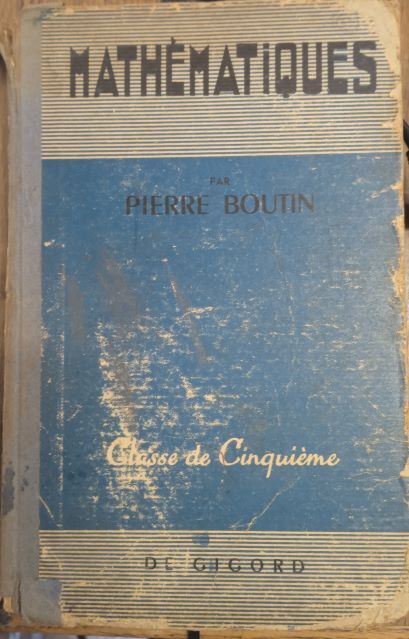 MATHÉMATIQUES
PAR
PIERRE BOUTIN
Classe de Cinquième
DE GIGORD